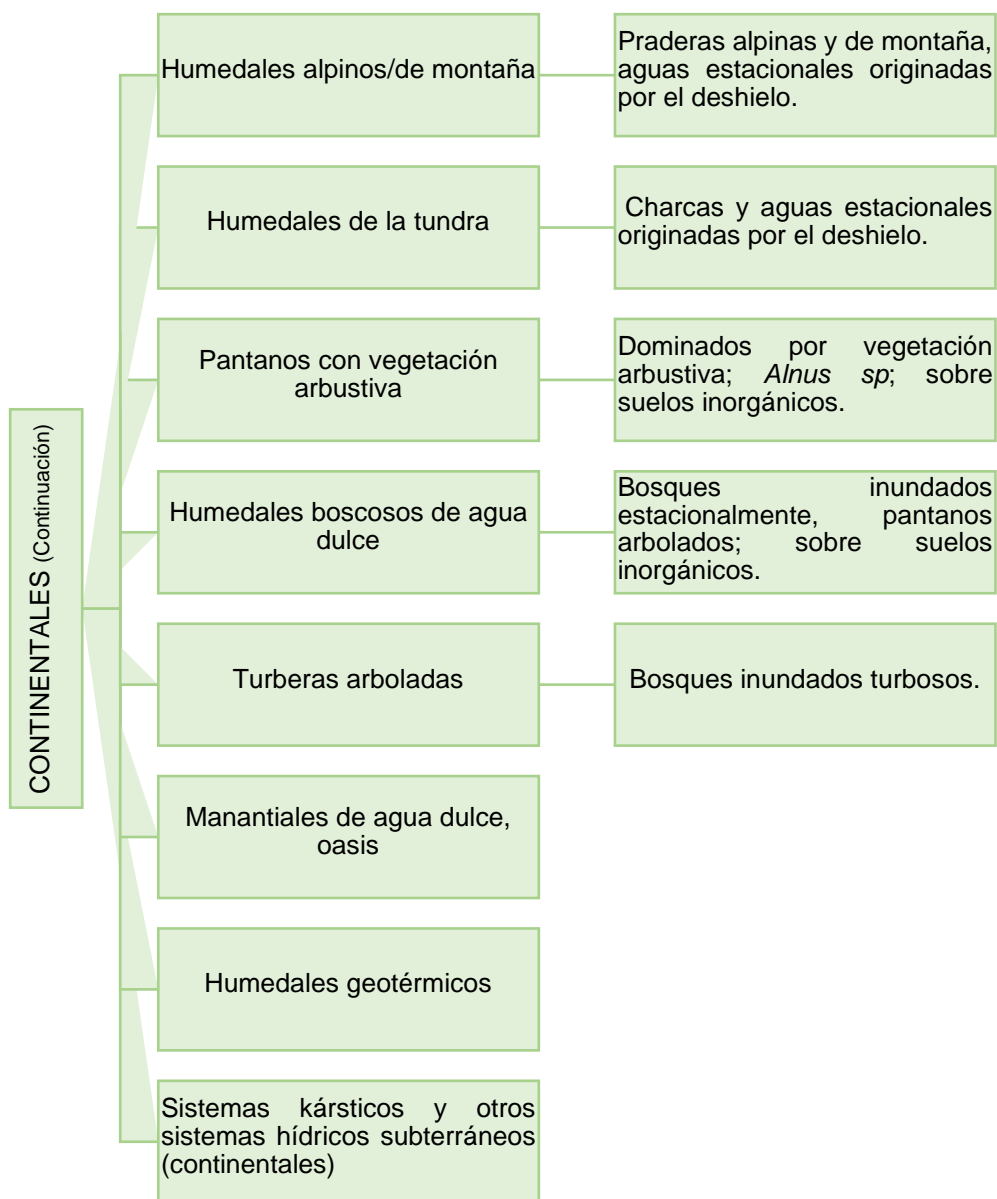 CONTINENTALES (Continuación)
Humedales alpinos/de montaña
Praderas alpinas y de montaña,
aguas estacionales originadas
por el deshielo.
Humedales de la tundra
Charcas y aguas estacionales
originadas por el deshielo.
Pantanos con vegetación
arbustiva
Dominados por vegetación
arbustiva; Alnus sp; sobre
suelos inorgánicos.
Humedales boscosos de agua
dulce
Bosques inundados
estacionalmente, pantanos
arbolados; sobre suelos
inorgánicos.
Turberas arboladas
Bosques inundados turbosos.
Manantiales de agua dulce,
oasis
Humedales geotérmicos
Sistemas kársticos y otros
sistemas hídricos subterráneos
(continentales)